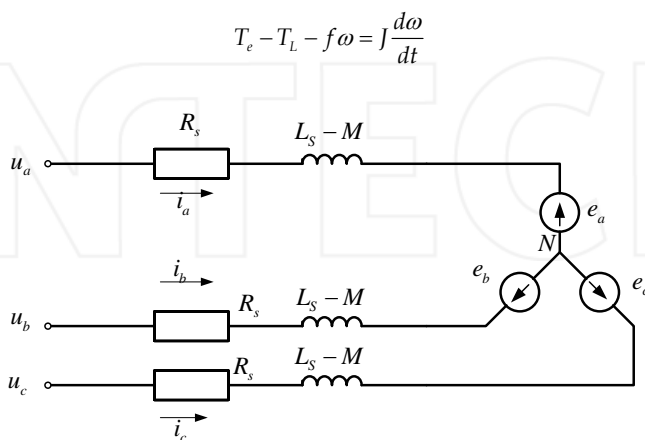 T_e − T_L − fω = J dω/dt
INTECH
R_s
L_S − M
u_a
i_a
e_a
N
i_b
e_b
e_c
R_s
L_S − M
u_b
L_S − M
R_s
u_c
i_c